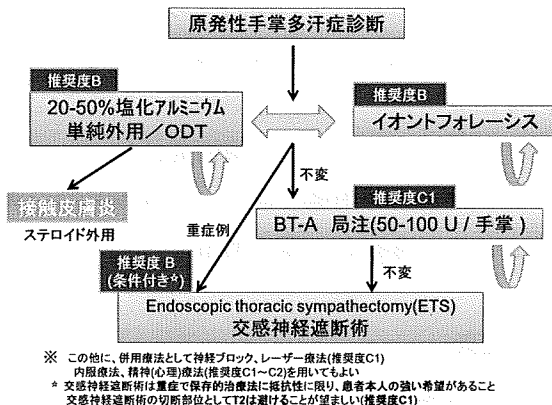 原発性手掌多汗症診断
推奨度B
20-50%塩化アルミニウム
単純外用/ODT
推奨度B
イオントフォレーシス
接触皮膚炎
ステロイド外用
重症例
不変
推奨度C1
BT-A 局注(50-100 U / 手掌 )
不変
推奨度 B
(条件付き*)
Endoscopic thoracic sympathectomy(ETS)
交感神経遮断術
※ この他に、併用療法として神経ブロック、レーザー療法(推奨度C1)
内服療法、精神(心理)療法(推奨度C1~C2)を用いてもよい
* 交感神経遮断術は重症で保存的治療法に抵抗性に限り、患者本人の強い希望があること
交感神経遮断術の切断部位としてT2は避けることが望ましい(推奨度C1)